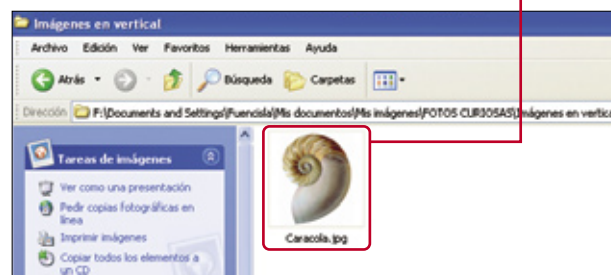 Imágenes en vertical
Archivo Edición Ver Favoritos Herramientas Ayuda
Atrás Búsqueda Carpetas
Dirección F:\Documents and Settings\Fuencisla\Mis documentos\Mis imágenes\FOTOS CURIOSAS\Imágenes en vertical
Tareas de imágenes
Ver como una presentación
Pedir copias fotográficas en
línea
Imprimir imágenes
Copiar todos los elementos a
un CD
Caracola.jpg